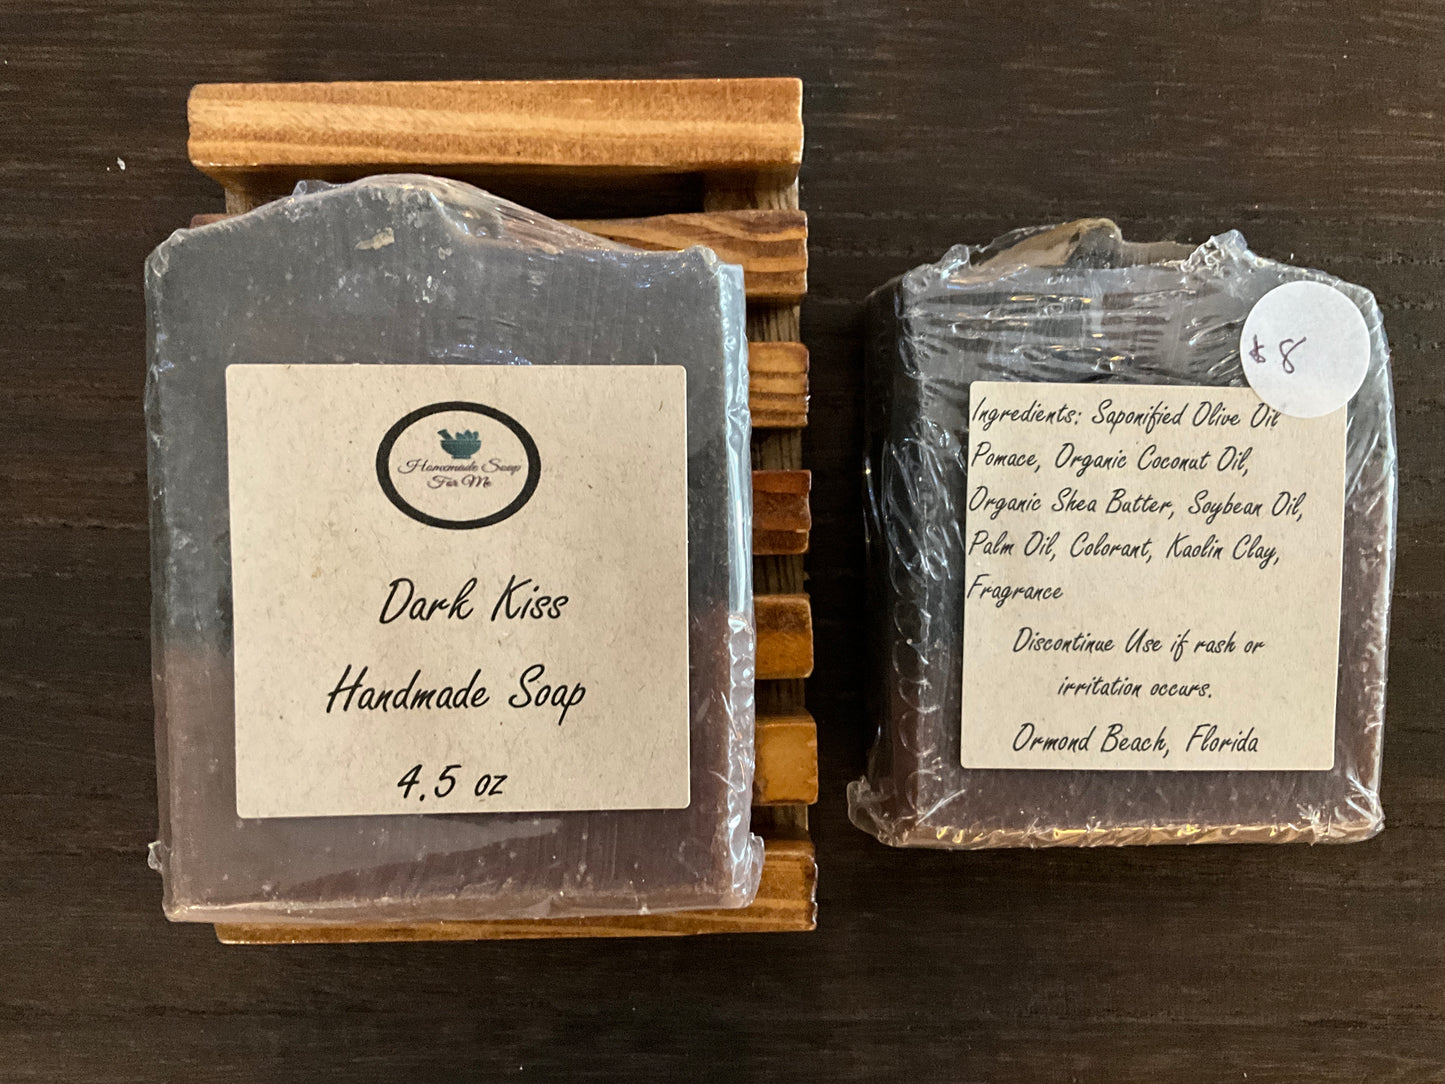 Homemade Soap
For Me
Dark Kiss
Handmade Soap
4.5 oz
$8
Ingredients: Saponified Olive Oil
Pomace, Organic Coconut Oil,
Organic Shea Butter, Soybean Oil,
Palm Oil, Colorant, Kaolin Clay,
Fragrance
Discontinue Use if rash or
irritation occurs.
Ormond Beach, Florida